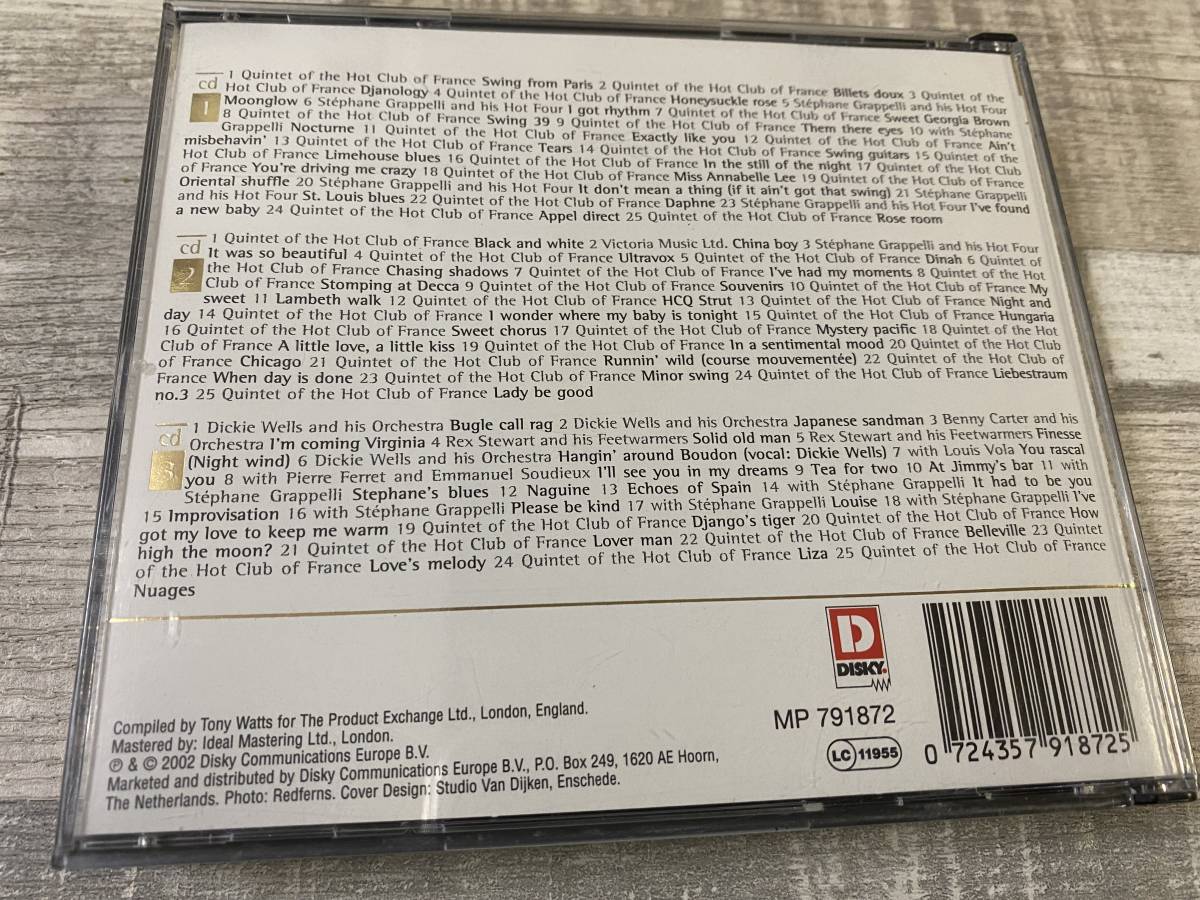 cd
1
1 Quintet of the Hot Club of France Swing from Paris 2 Quintet of the Hot Club of France Billets doux 3 Quintet of the
Hot Club of France Djanology 4 Quintet of the Hot Club of France Honeysuckle rose 5 Stéphane Grappelli and his Hot Four
Moonglow 6 Stéphane Grappelli and his Hot Four I got rhythm 7 Quintet of the Hot Club of France Sweet Georgia Brown
8 Quintet of the Hot Club of France Swing 39 9 Quintet of the Hot Club of France Them there eyes 10 with Stéphane
Grappelli Nocturne 11 Quintet of the Hot Club of France Exactly like you 12 Quintet of the Hot Club of France Ain't
misbehavin' 13 Quintet of the Hot Club of France Tears 14 Quintet of the Hot Club of France Swing guitars 15 Quintet of the
Hot Club of France Limehouse blues 16 Quintet of the Hot Club of France In the still of the night 17 Quintet of the Hot Club
of France You're driving me crazy 18 Quintet of the Hot Club of France Miss Annabelle Lee 19 Quintet of the Hot Club of France
Oriental shuffle 20 Stéphane Grappelli and his Hot Four It don't mean a thing (if it ain't got that swing) 21 Stéphane Grappelli
and his Hot Four St. Louis blues 22 Quintet of the Hot Club of France Daphne 23 Stéphane Grappelli and his Hot Four I've found
a new baby 24 Quintet of the Hot Club of France Appel direct 25 Quintet of the Hot Club of France Rose room
cd
2
1 Quintet of the Hot Club of France Black and white 2 Victoria Music Ltd. China boy 3 Stéphane Grappelli and his Hot Four
It was so beautiful 4 Quintet of the Hot Club of France Ultravox 5 Quintet of the Hot Club of France Dinah 6 Quintet of
the Hot Club of France Chasing shadows 7 Quintet of the Hot Club of France I've had my moments 8 Quintet of the Hot
Club of France Stomping at Decca 9 Quintet of the Hot Club of France Souvenirs 10 Quintet of the Hot Club of France My
sweet 11 Lambeth walk 12 Quintet of the Hot Club of France HCQ Strut 13 Quintet of the Hot Club of France Night and
day 14 Quintet of the Hot Club of France I wonder where my baby is tonight 15 Quintet of the Hot Club of France Hungaria
16 Quintet of the Hot Club of France Sweet chorus 17 Quintet of the Hot Club of France Mystery pacific 18 Quintet of the Hot
Club of France A little love, a little kiss 19 Quintet of the Hot Club of France In a sentimental mood 20 Quintet of the Hot Club
of France Chicago 21 Quintet of the Hot Club of France Runnin' wild (course mouvementée) 22 Quintet of the Hot Club of
France When day is done 23 Quintet of the Hot Club of France Minor swing 24 Quintet of the Hot Club of France Liebestraum
no.3 25 Quintet of the Hot Club of France Lady be good
cd
3
1 Dickie Wells and his Orchestra Bugle call rag 2 Dickie Wells and his Orchestra Japanese sandman 3 Benny Carter and his
Orchestra I'm coming Virginia 4 Rex Stewart and his Feetwarmers Solid old man 5 Rex Stewart and his Feetwarmers Finesse
(Night wind) 6 Dickie Wells and his Orchestra Hangin' around Boudon (vocal: Dickie Wells) 7 with Louis Vola You rascal
you 8 with Pierre Ferret and Emmanuel Soudieux I'll see you in my dreams 9 Tea for two 10 At Jimmy's bar 11 with
Stéphane Grappelli Stephane's blues 12 Naguine 13 Echoes of Spain 14 with Stéphane Grappelli It had to be you
15 Improvisation 16 with Stéphane Grappelli Please be kind 17 with Stéphane Grappelli Louise 18 with Stéphane Grappelli I've
got my love to keep me warm 19 Quintet of the Hot Club of France Django's tiger 20 Quintet of the Hot Club of France How
high the moon? 21 Quintet of the Hot Club of France Lover man 22 Quintet of the Hot Club of France Belleville 23 Quintet
of the Hot Club of France Love's melody 24 Quintet of the Hot Club of France Liza 25 Quintet of the Hot Club of France
Nuages
D
DISKY.
Compiled by Tony Watts for The Product Exchange Ltd., London, England.
Mastered by: Ideal Mastering Ltd., London.
℗ & © 2002 Disky Communications Europe B.V.
Marketed and distributed by Disky Communications Europe B.V., P.O. Box 249, 1620 AE Hoorn,
The Netherlands. Photo: Redferns. Cover Design: Studio Van Dijken, Enschede.
MP 791872
LC 11955
0 724357 918725